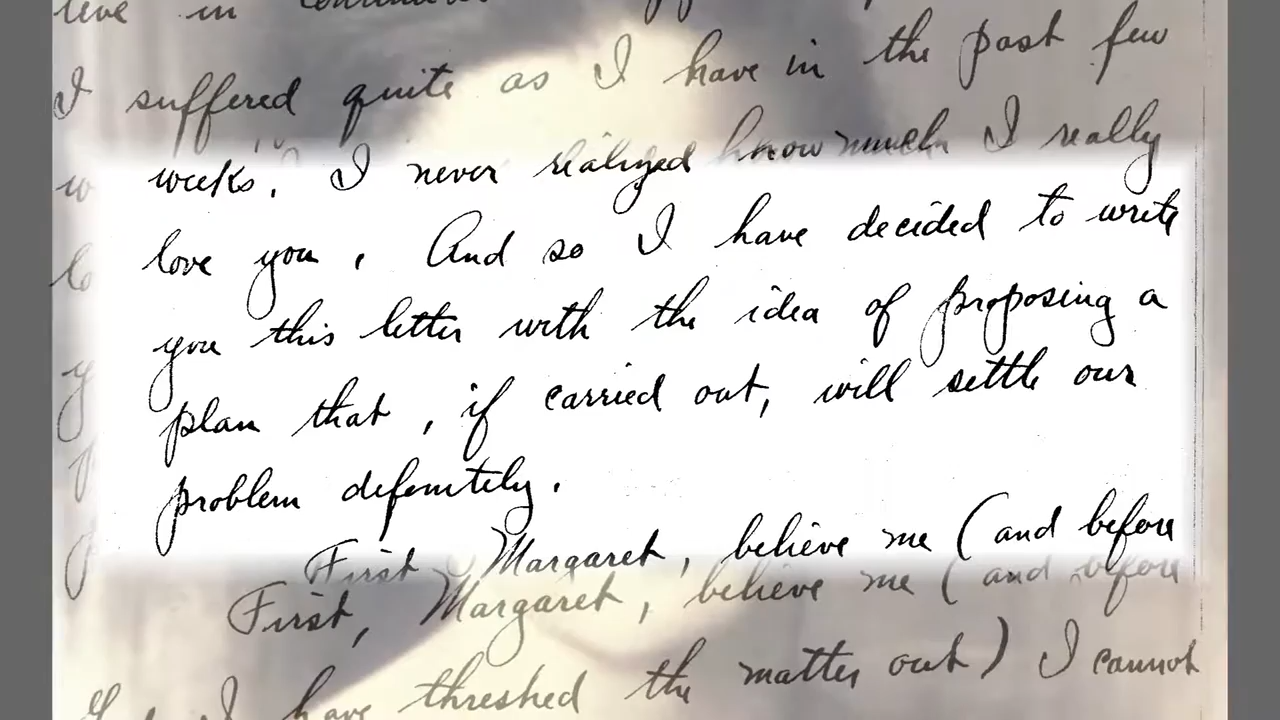 I suffered quite as I have in the past few
weeks. I never realized know much I really
love you. And so I have decided to write
you this letter with the idea of proposing a
plan that, if carried out, will settle our
problem definitely.
First, Margaret, believe me (and before
First, Margaret, believe me (and before
I have threshed the matter out) I cannot